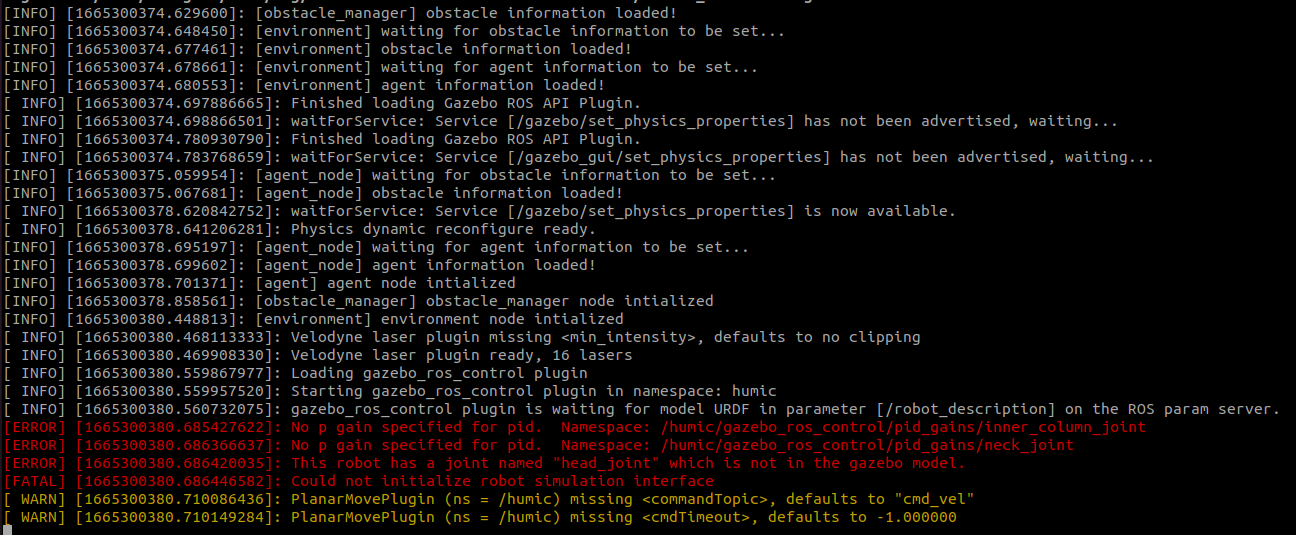 [INFO] [1665300374.629600]: [obstacle_manager] obstacle information loaded!
[INFO] [1665300374.648450]: [environment] waiting for obstacle information to be set...
[INFO] [1665300374.677461]: [environment] obstacle information loaded!
[INFO] [1665300374.678661]: [environment] waiting for agent information to be set...
[INFO] [1665300374.680553]: [environment] agent information loaded!
[ INFO] [1665300374.697886665]: Finished loading Gazebo ROS API Plugin.
[ INFO] [1665300374.698866501]: waitForService: Service [/gazebo/set_physics_properties] has not been advertised, waiting...
[ INFO] [1665300374.780930790]: Finished loading Gazebo ROS API Plugin.
[ INFO] [1665300374.783768659]: waitForService: Service [/gazebo_gui/set_physics_properties] has not been advertised, waiting...
[INFO] [1665300375.059954]: [agent_node] waiting for obstacle information to be set...
[INFO] [1665300375.067681]: [agent_node] obstacle information loaded!
[ INFO] [1665300378.620842752]: waitForService: Service [/gazebo/set_physics_properties] is now available.
[ INFO] [1665300378.641206281]: Physics dynamic reconfigure ready.
[INFO] [1665300378.695197]: [agent_node] waiting for agent information to be set...
[INFO] [1665300378.699602]: [agent_node] agent information loaded!
[INFO] [1665300378.701371]: [agent] agent node intialized
[INFO] [1665300378.858561]: [obstacle_manager] obstacle_manager node intialized
[INFO] [1665300380.448813]: [environment] environment node intialized
[ INFO] [1665300380.468113333]: Velodyne laser plugin missing <min_intensity>, defaults to no clipping
[ INFO] [1665300380.469908330]: Velodyne laser plugin ready, 16 lasers
[ INFO] [1665300380.559867977]: Loading gazebo_ros_control plugin
[ INFO] [1665300380.559957520]: Starting gazebo_ros_control plugin in namespace: humic
[ INFO] [1665300380.560732075]: gazebo_ros_control plugin is waiting for model URDF in parameter [/robot_description] on the ROS param server.
[ERROR] [1665300380.685427622]: No p gain specified for pid.  Namespace: /humic/gazebo_ros_control/pid_gains/inner_column_joint
[ERROR] [1665300380.686366637]: No p gain specified for pid.  Namespace: /humic/gazebo_ros_control/pid_gains/neck_joint
[ERROR] [1665300380.686420035]: This robot has a joint named "head_joint" which is not in the gazebo model.
[FATAL] [1665300380.686446582]: Could not initialize robot simulation interface
[ WARN] [1665300380.710086436]: PlanarMovePlugin (ns = /humic) missing <commandTopic>, defaults to "cmd_vel"
[ WARN] [1665300380.710149284]: PlanarMovePlugin (ns = /humic) missing <cmdTimeout>, defaults to -1.000000